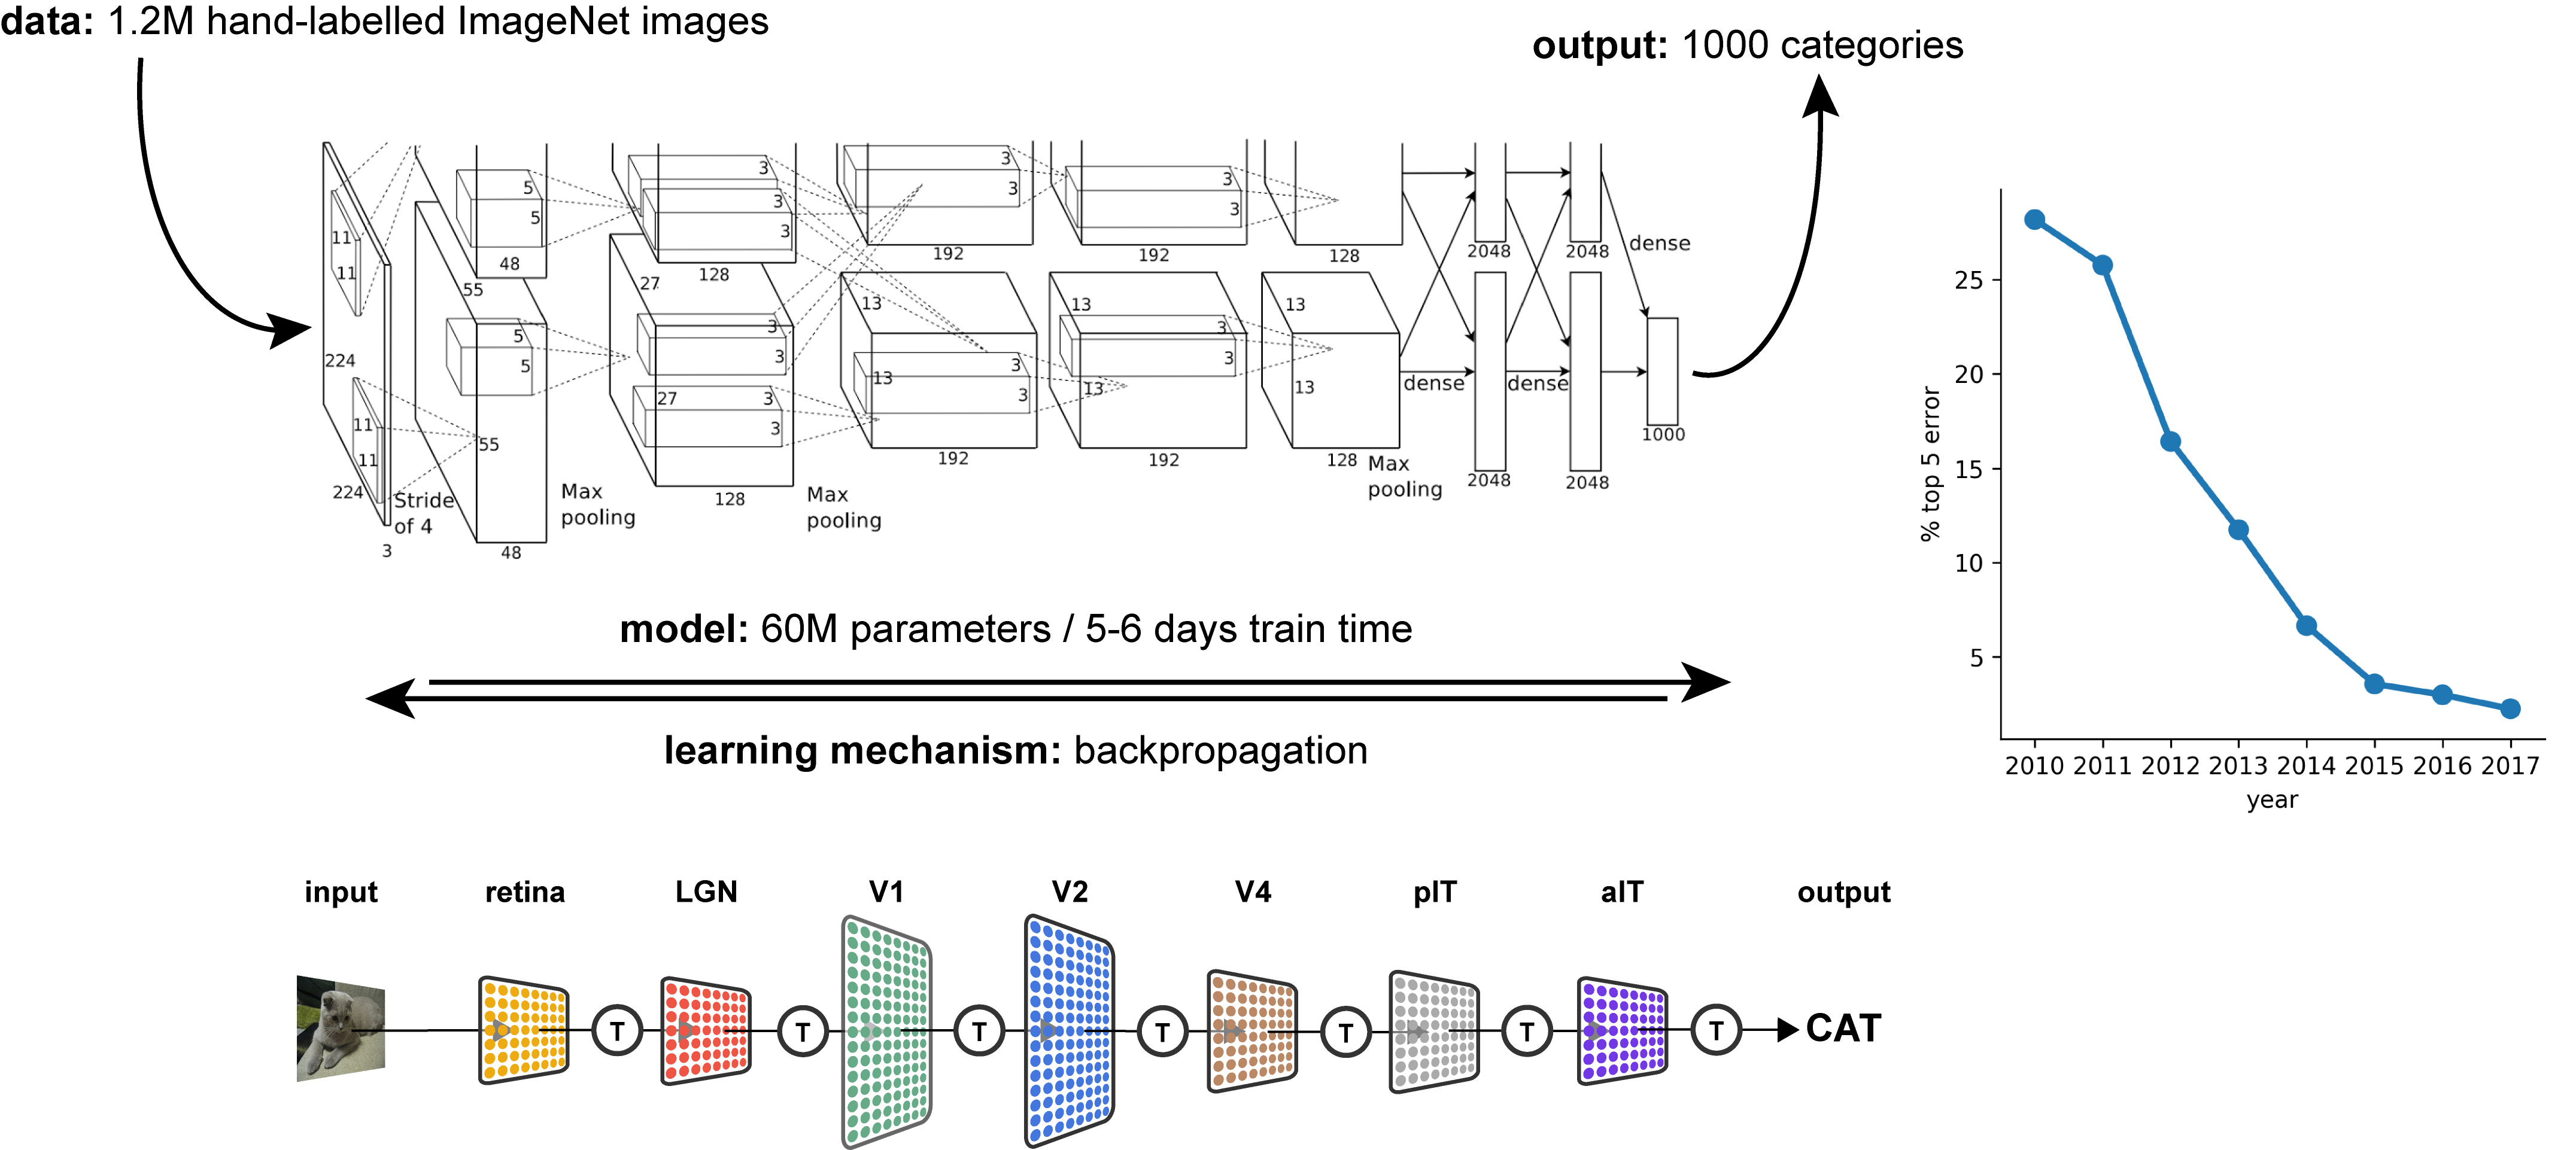 data: 1.2M hand-labelled ImageNet images
output: 1000 categories
11
11
224
11
11
224
3
Stride
of 4
5
5
48
55
5
5
55
48
Max
pooling
3
3
3
128
27
3
3
27
3
3
128
Max
pooling
3
3
192
13
13
3
3
192
3
3
192
13
13
3
3
192
128
13
13
128
Max
pooling
dense
dense
dense
2048
2048
2048
2048
1000
model: 60M parameters / 5-6 days train time
learning mechanism: backpropagation
% top 5 error
25
20
15
10
5
2010 2011 2012 2013 2014 2015 2016 2017
year
input retina LGN V1 V2 V4 pIT aIT output
T T T T T T T CAT